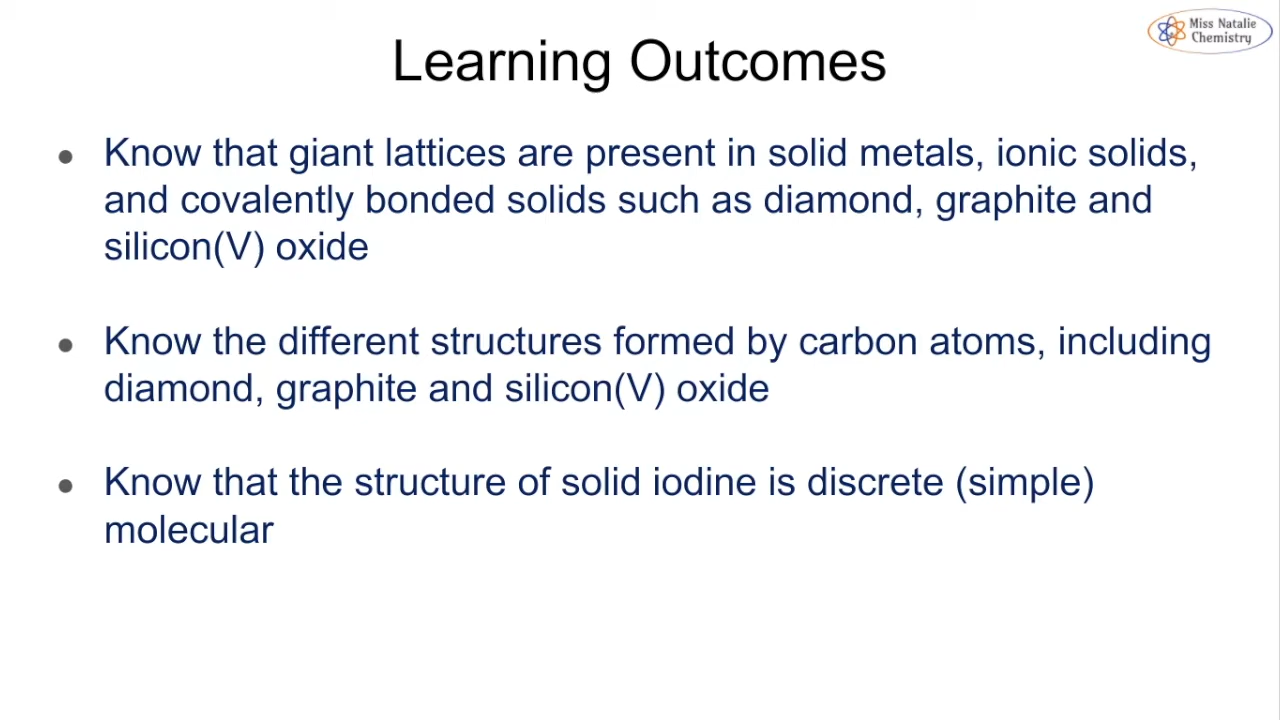 Miss Natalie
Chemistry
Learning Outcomes
● Know that giant lattices are present in solid metals, ionic solids,
and covalently bonded solids such as diamond, graphite and
silicon(V) oxide
● Know the different structures formed by carbon atoms, including
diamond, graphite and silicon(V) oxide
● Know that the structure of solid iodine is discrete (simple)
molecular